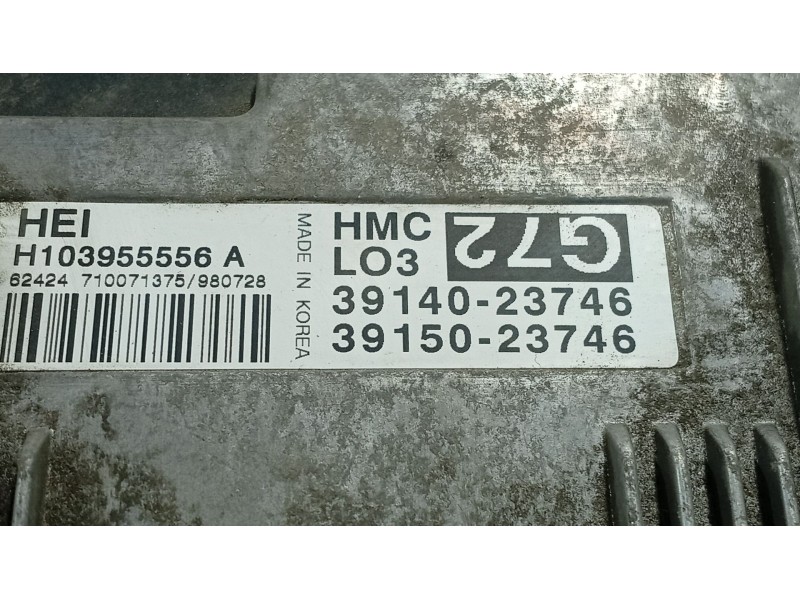 HEI
H103955556 A
62424 710071375/980728
MADE IN KOREA
HMC G72
LO3
39140-23746
39150-23746